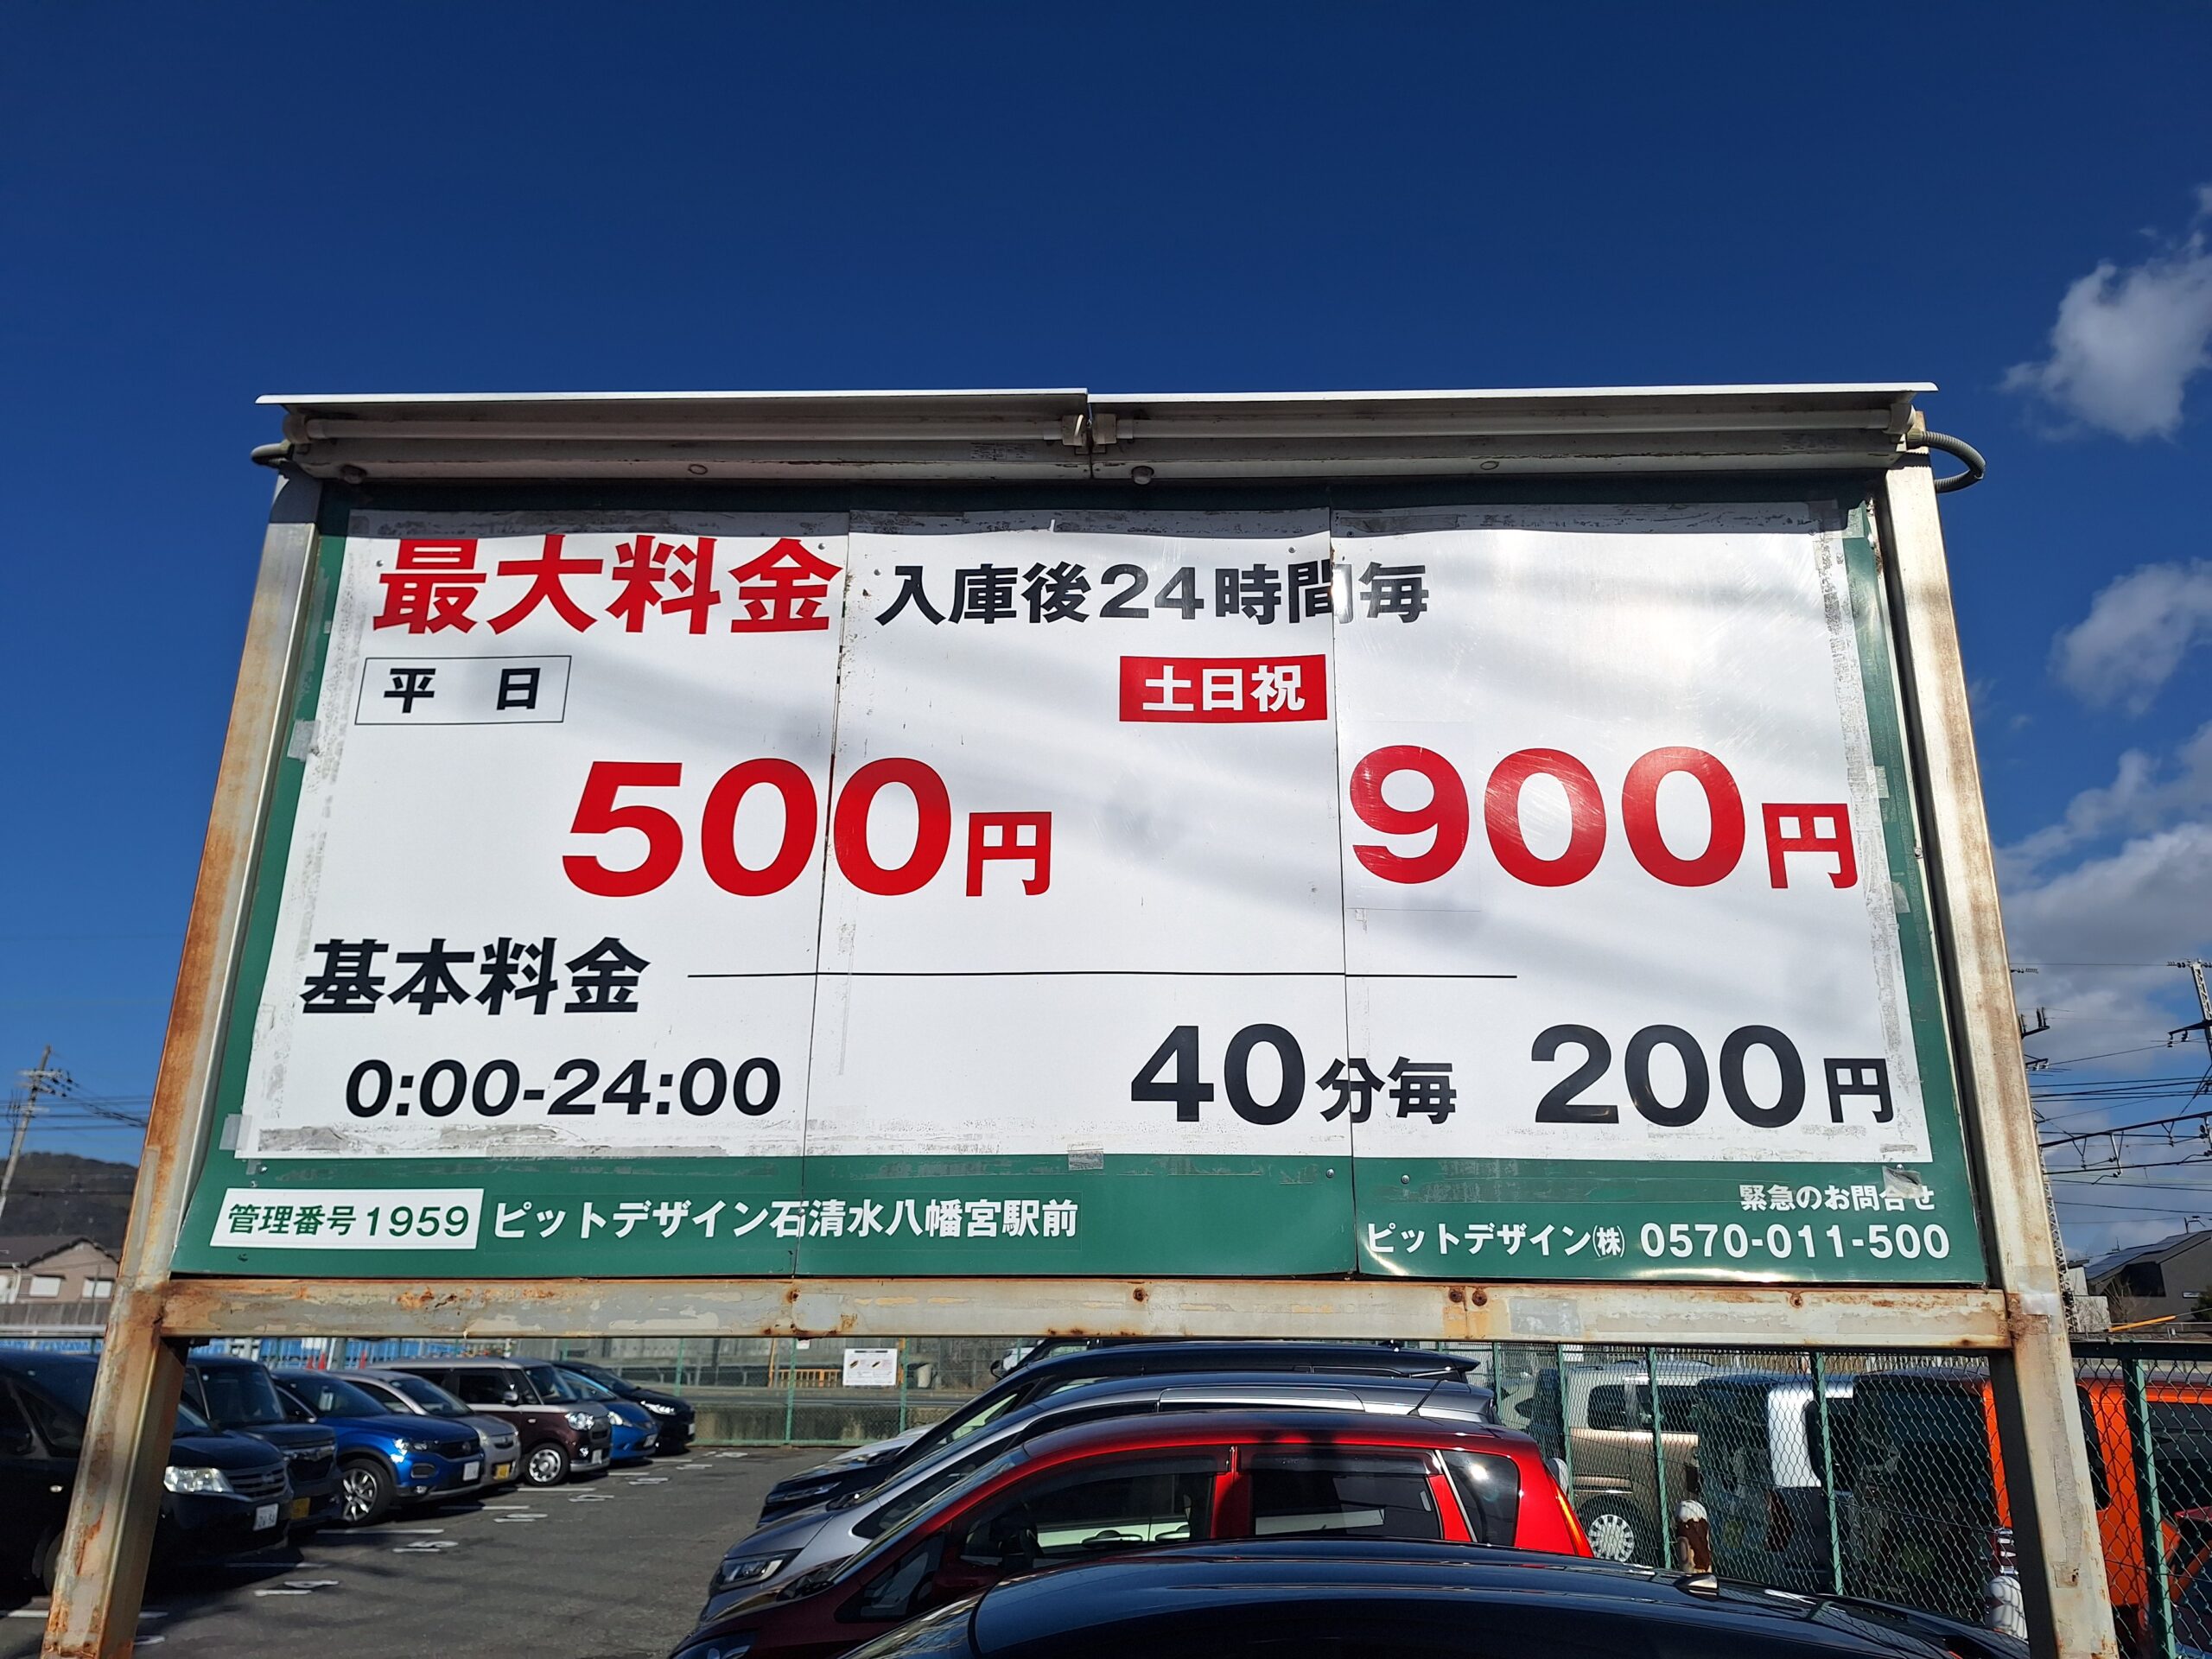 最大料金 入庫後24時間毎
平日 土日祝
500円 900円
基本料金
0:00-24:00 40分毎 200円
管理番号1959 ピットデザイン石清水八幡宮駅前
緊急のお問合せ
ピットデザイン㈱ 0570-011-500
15
14